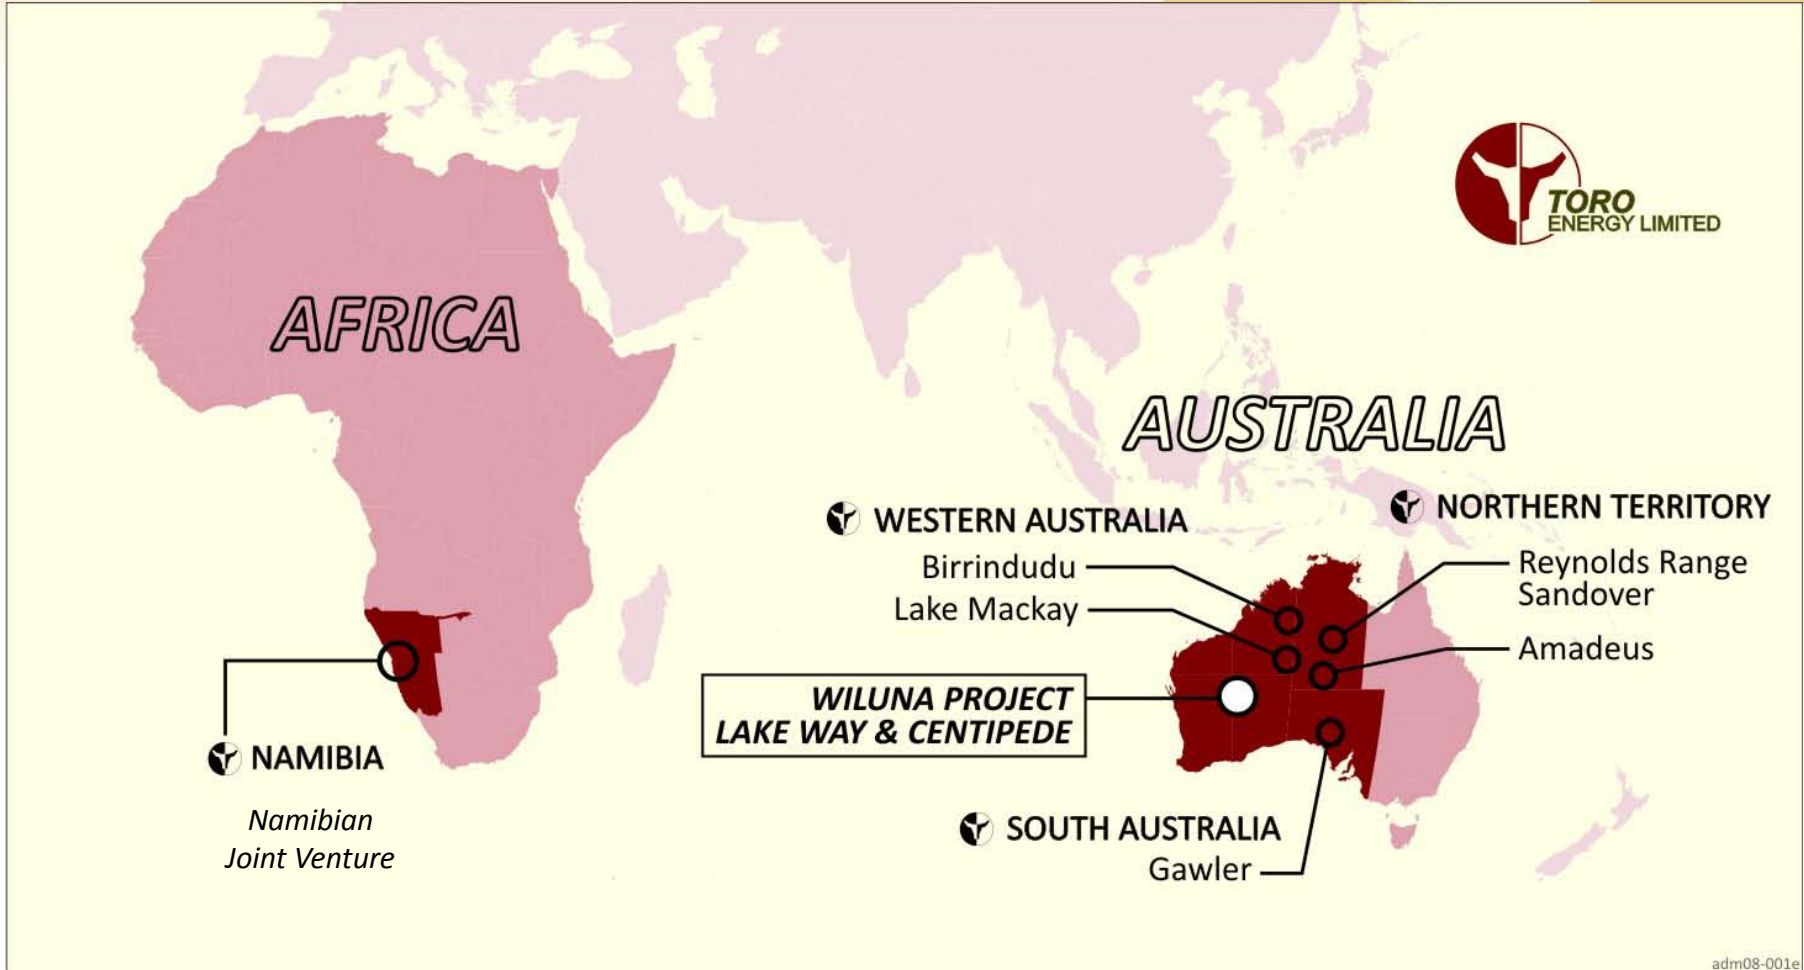 TORO
ENERGY LIMITED
AFRICA
AUSTRALIA
WESTERN AUSTRALIA
Birrindudu
Lake Mackay
WILUNA PROJECT
LAKE WAY & CENTIPEDE
NORTHERN TERRITORY
Reynolds Range
Sandover
Amadeus
NAMIBIA
Namibian
Joint Venture
SOUTH AUSTRALIA
Gawler
adm08-001e